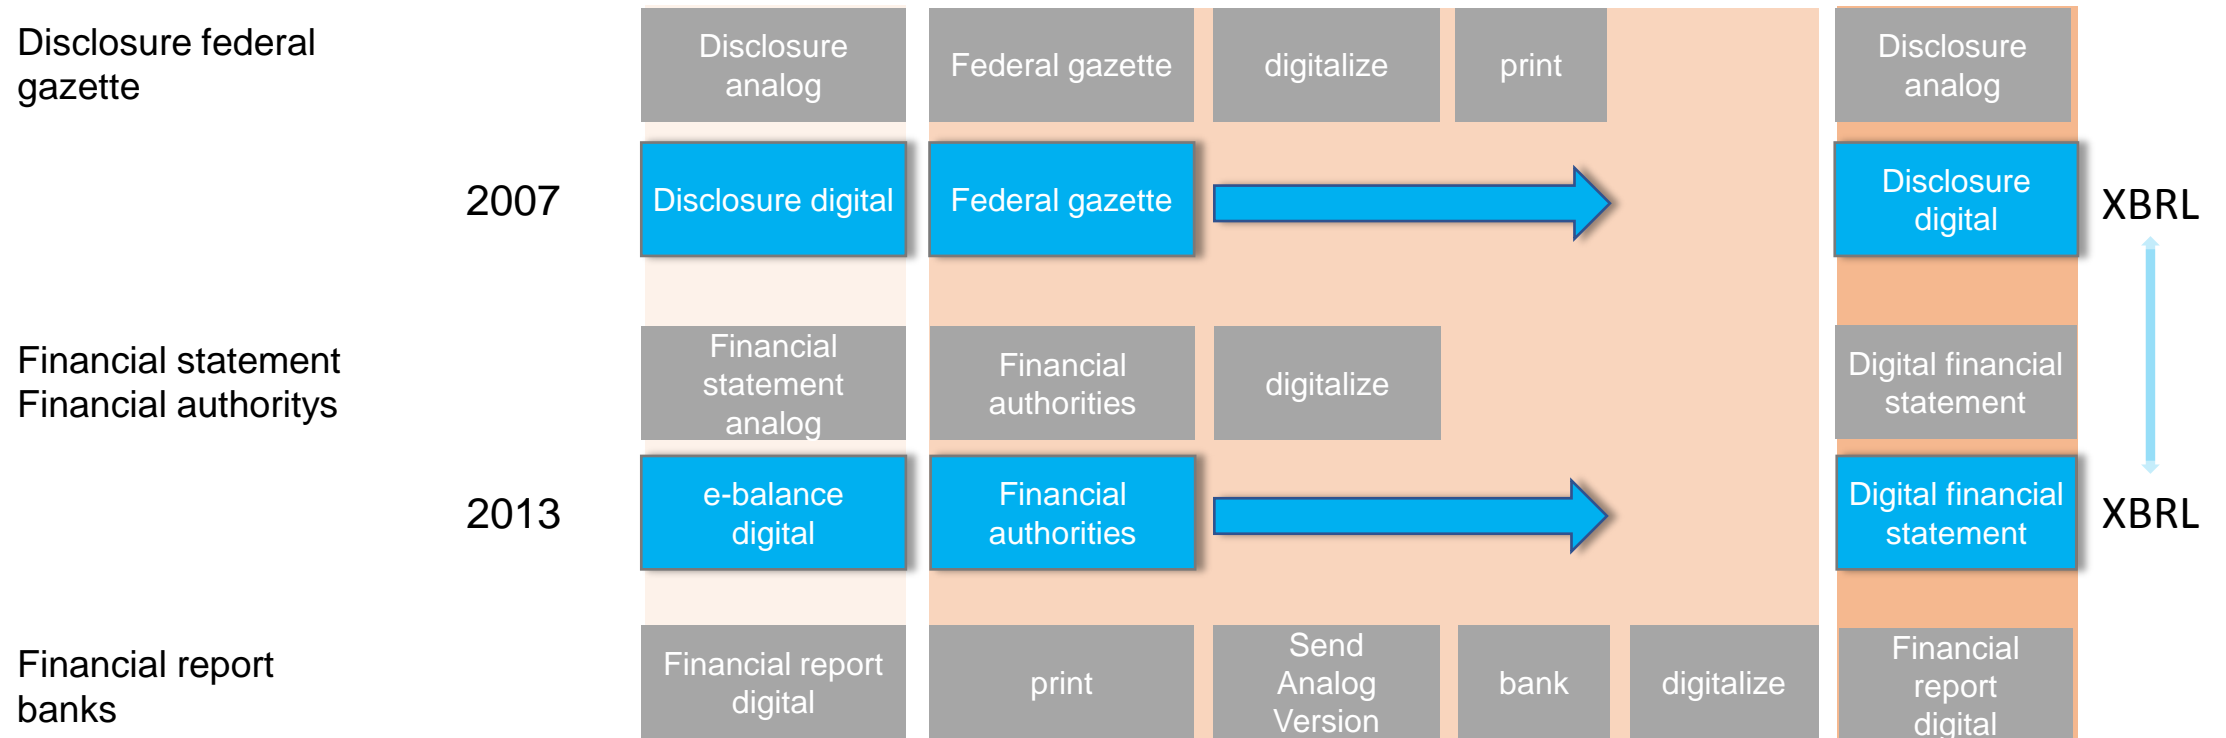 Disclosure federal
gazette
Disclosure
analog
Federal gazette
digitalize
print
Disclosure
analog
2007
Disclosure digital
Federal gazette
Disclosure
digital
XBRL
Financial statement
Financial authoritys
Financial
statement
analog
Financial
authorities
digitalize
Digital financial
statement
2013
e-balance
digital
Financial
authorities
Digital financial
statement
XBRL
Financial report
banks
Financial report
digital
print
Send
Analog
Version
bank
digitalize
Financial
report
digital